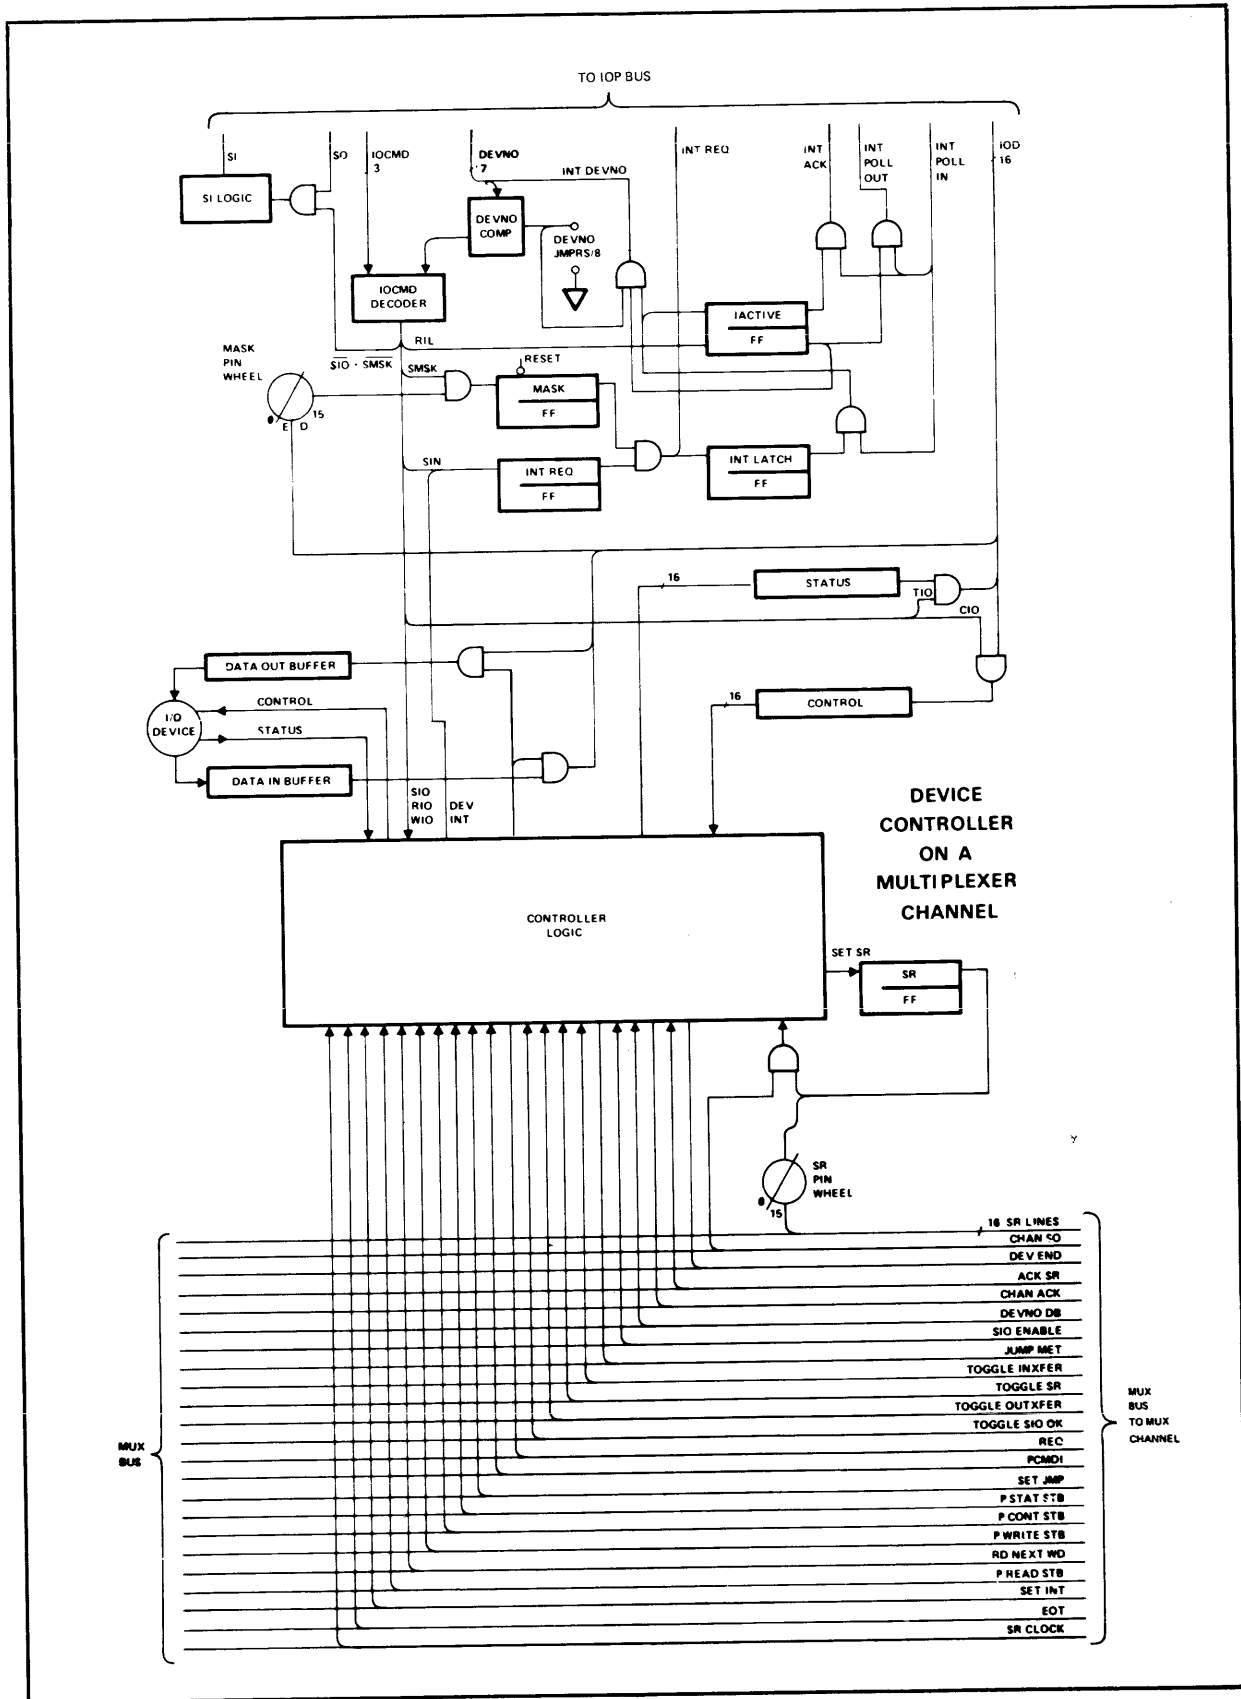 TO IOP BUS
SI
SO
IOCMD
3
DEVNO
7
INT DEVNO
INT REQ
INT
ACK
INT
POLL
OUT
INT
POLL
IN
IOD
16
SI LOGIC
DEVNO
COMP
DEVNO
JMPRS/8
IOCMD
DECODER
IACTIVE
FF
RIL
MASK
PIN
WHEEL
SIO · SMSK
SMSK
RESET
MASK
FF
0
15
E D
SIN
INT REQ
FF
INT LATCH
FF
16
STATUS
TIO
CIO
DATA OUT BUFFER
CONTROL
I/O
DEVICE
STATUS
DATA IN BUFFER
16
CONTROL
SIO
RIO
WIO
DEV
INT
DEVICE
CONTROLLER
ON A
MULTIPLEXER
CHANNEL
CONTROLLER
LOGIC
SET SR
SR
FF
SR
PIN
WHEEL
0
15
16 SR LINES
CHAN SO
DEV END
ACK SR
CHAN ACK
DEVNO DB
SIO ENABLE
JUMP MET
TOGGLE INXFER
TOGGLE SR
TOGGLE OUTXFER
TOGGLE SIO OK
REQ
PCMDI
SET JMP
P STAT STB
P CONT STB
P WRITE STB
RD NEXT WD
P READ STB
SET INT
EOT
SR CLOCK
MUX
BUS
MUX
BUS
TO MUX
CHANNEL